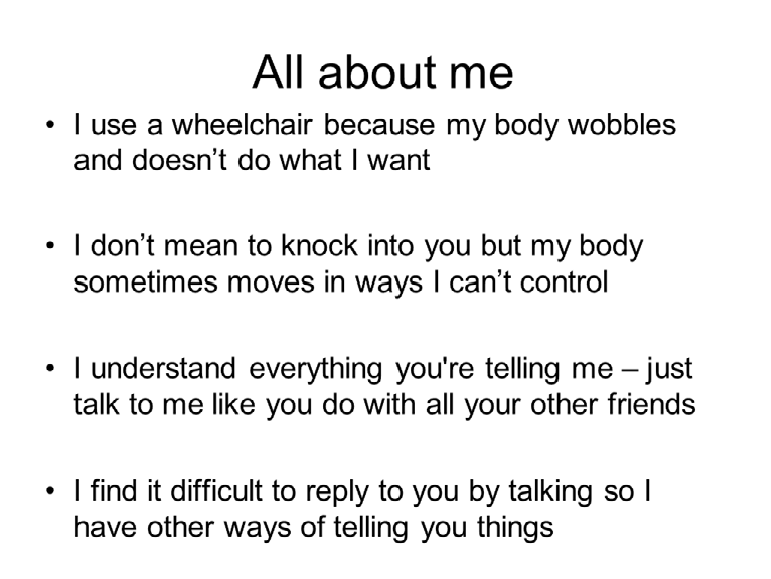 All about me
• I use a wheelchair because my body wobbles
and doesn’t do what I want
• I don’t mean to knock into you but my body
sometimes moves in ways I can’t control
• I understand everything you're telling me – just
talk to me like you do with all your other friends
• I find it difficult to reply to you by talking so I
have other ways of telling you things